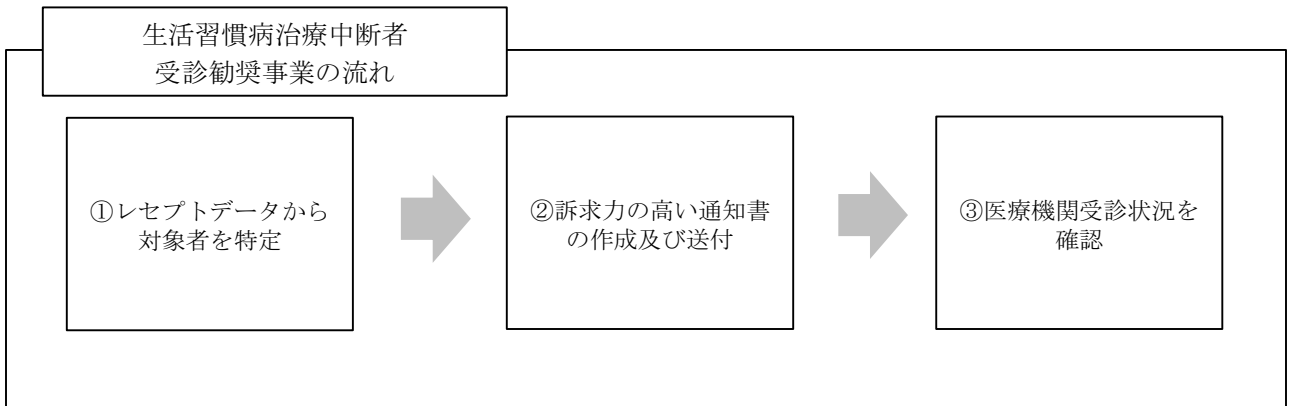 生活習慣病治療中断者
受診勧奨事業の流れ
①レセプトデータから
対象者を特定
②訴求力の高い通知書
の作成及び送付
③医療機関受診状況を
確認